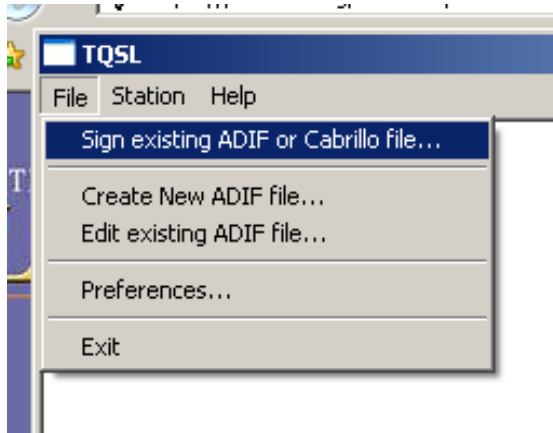 TQSL
File Station Help
Sign existing ADIF or Cabrillo file...
Create New ADIF file...
Edit existing ADIF file...
Preferences...
Exit